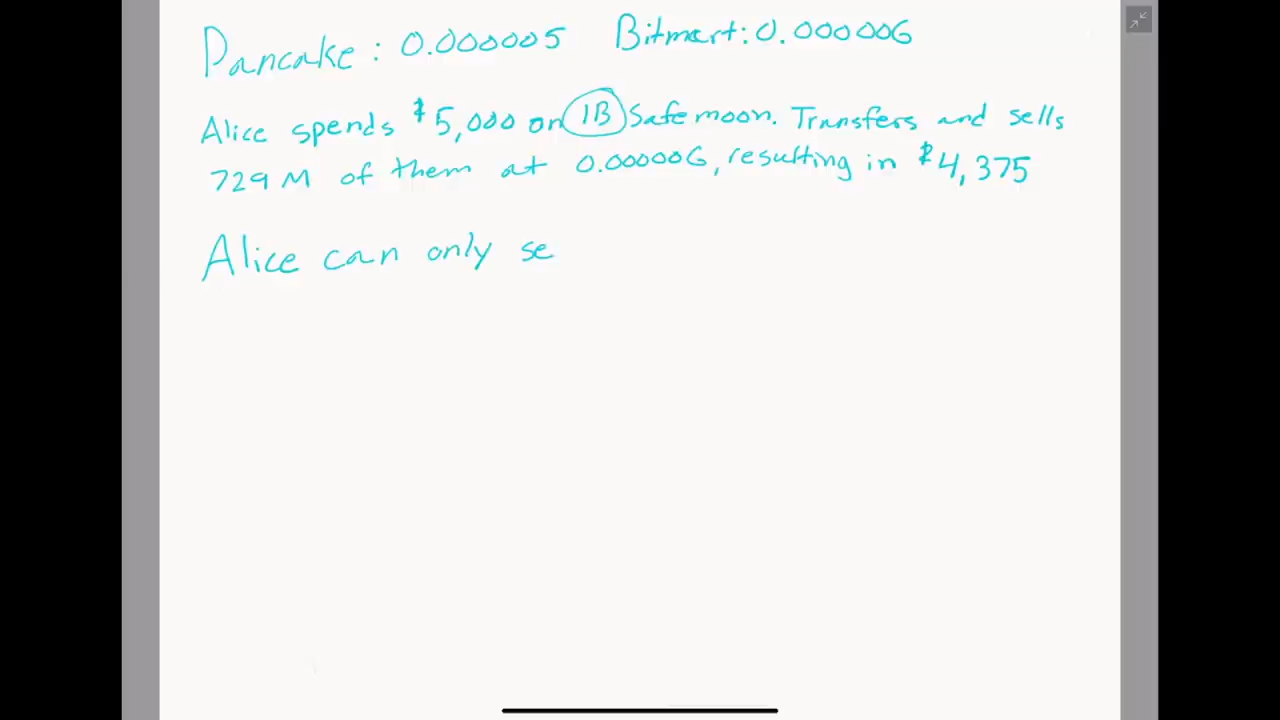 Pancake: 0.000005 Bitmart: 0.000006
Alice spends $5,000 on 1B Safemoon. Transfers and sells
729M of them at 0.000006, resulting in $4,375
Alice can only se